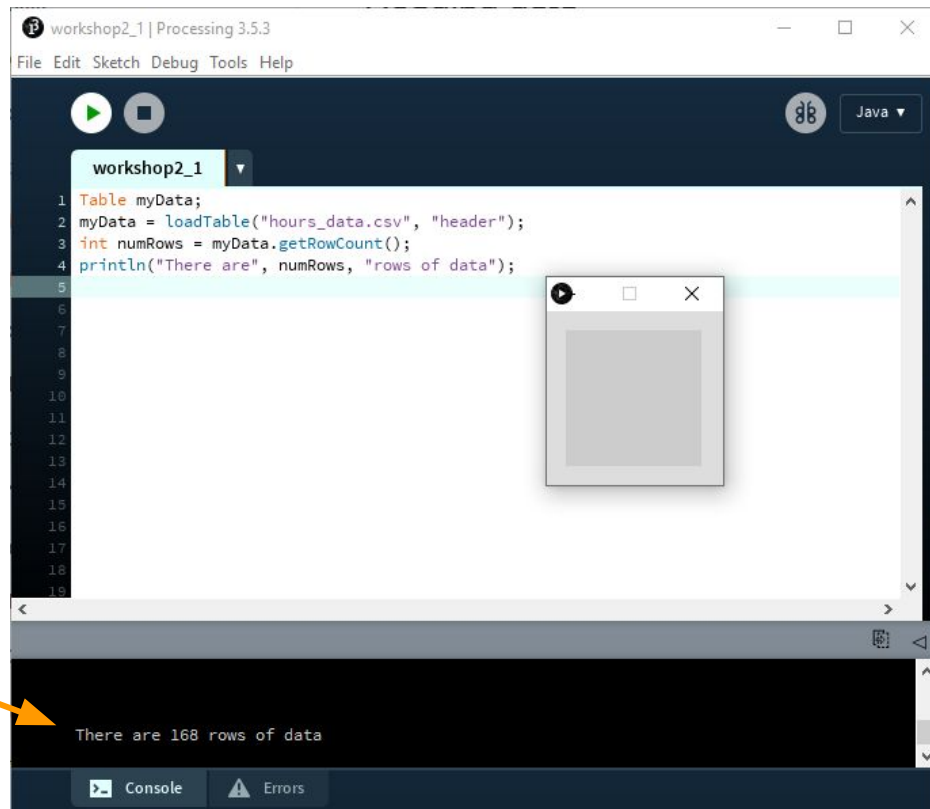 workshop2_1 | Processing 3.5.3
File Edit Sketch Debug Tools Help
Java ▼
workshop2_1 ▼
1 Table myData;
2 myData = loadTable("hours_data.csv", "header");
3 int numRows = myData.getRowCount();
4 println("There are", numRows, "rows of data");
5
6
7
8
9
10
11
12
13
14
15
16
17
18
19
There are 168 rows of data
>_ Console Errors